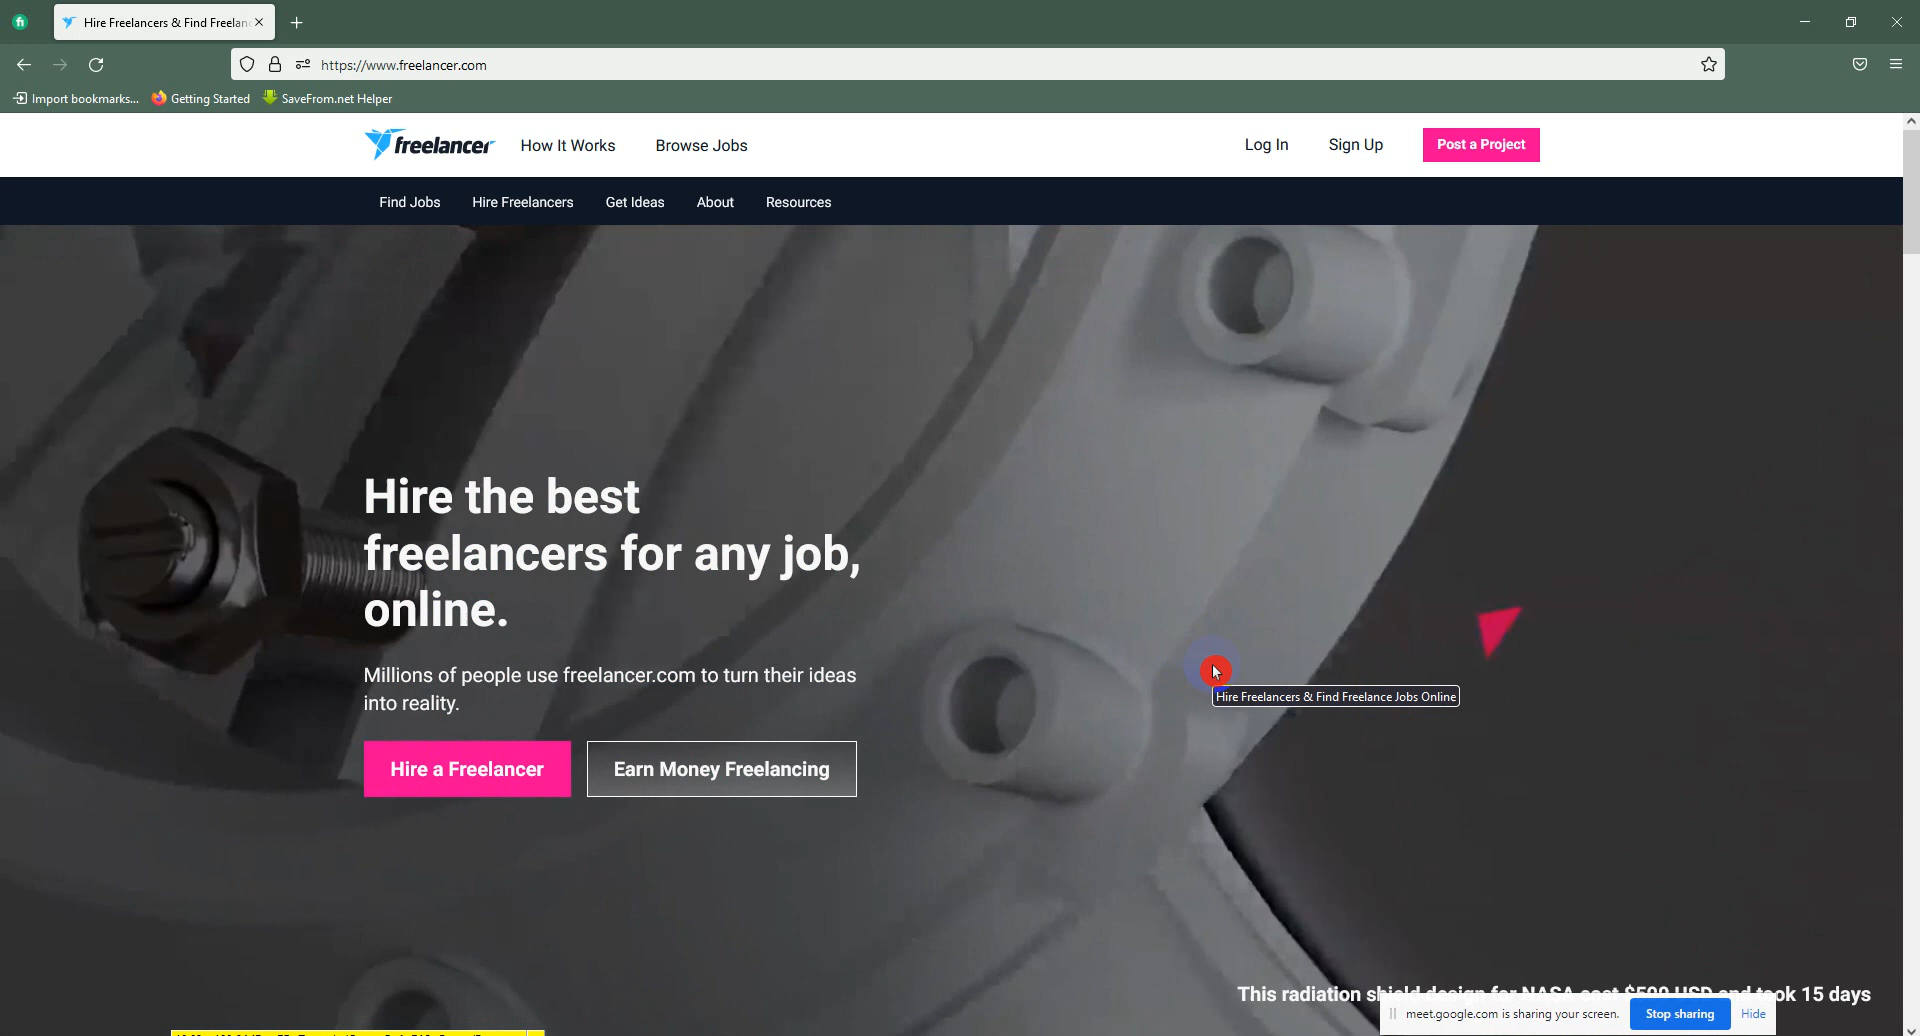 Hire Freelancers & Find Freelan
https://www.freelancer.com
Import bookmarks... Getting Started SaveFrom.net Helper
freelancer How It Works Browse Jobs Log In Sign Up Post a Project
Find Jobs Hire Freelancers Get Ideas About Resources
Hire the best
freelancers for any job,
online.
Millions of people use freelancer.com to turn their ideas
into reality.
Hire Freelancers & Find Freelance Jobs Online
Hire a Freelancer Earn Money Freelancing
This radiation shield design for NASA cost $500 USD and took 15 days
meet.google.com is sharing your screen. Stop sharing Hide